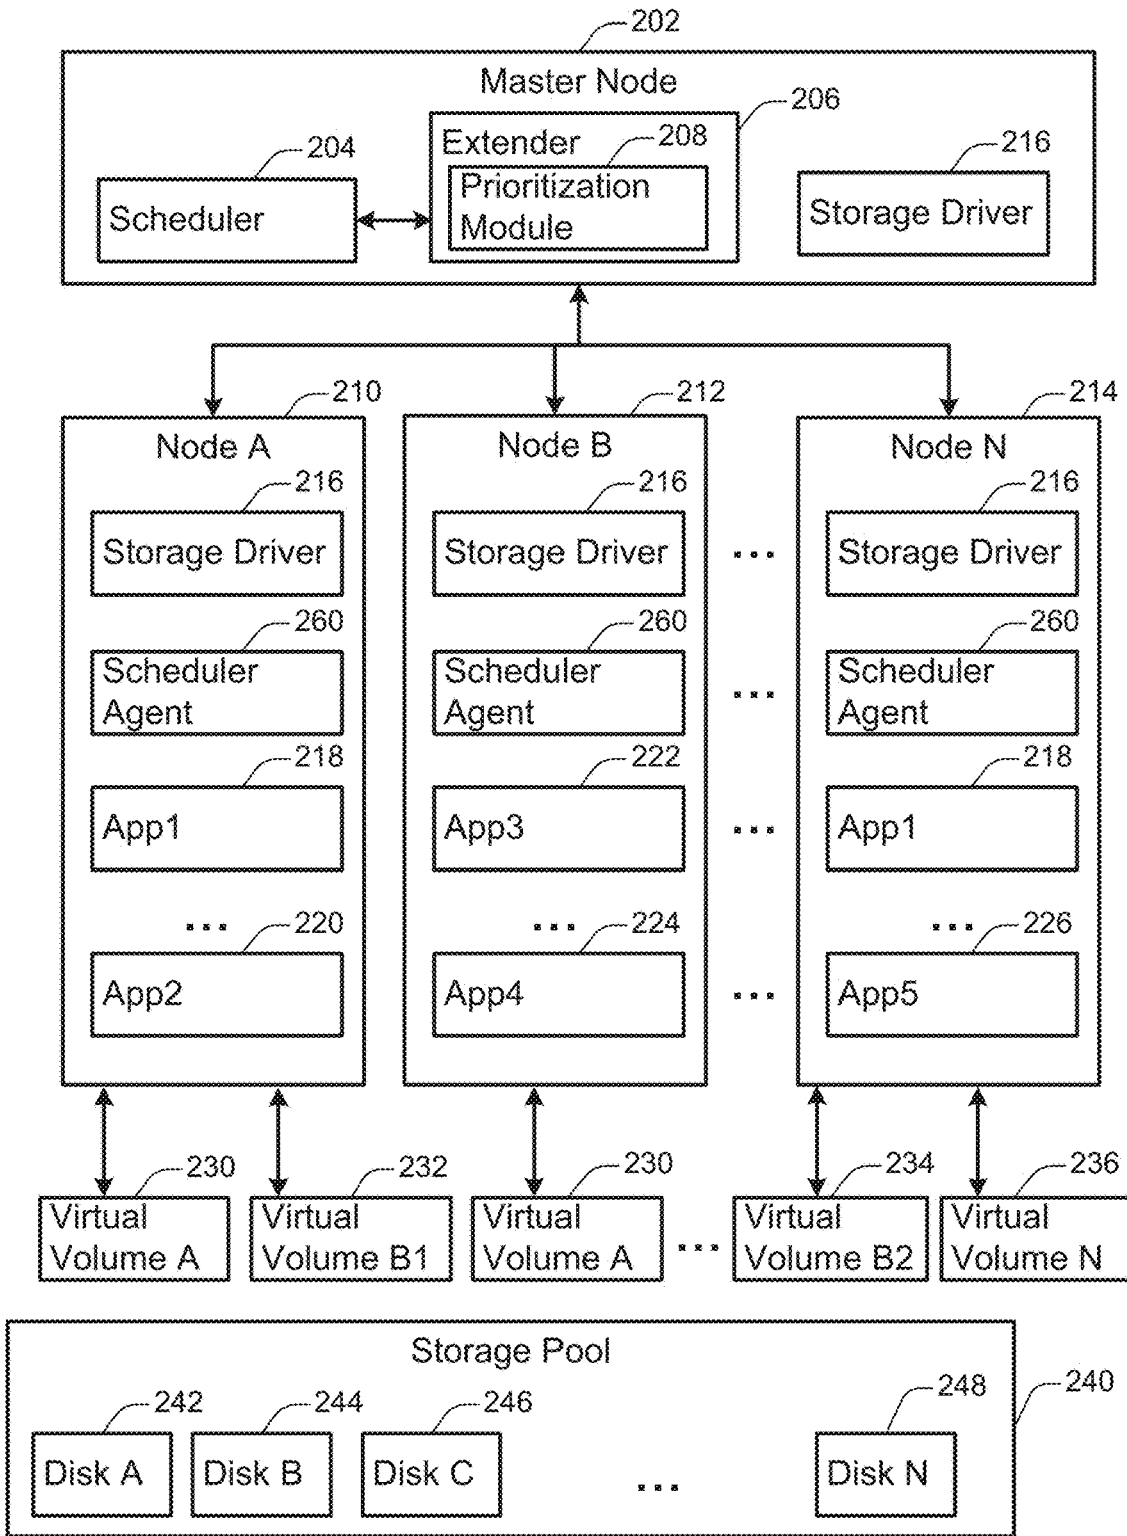 202
Master Node
206
204
Extender
208
216
Scheduler
Prioritization
Module
Storage Driver
210
212
214
Node A
Node B
Node N
216
216
216
Storage Driver
Storage Driver
...
Storage Driver
260
260
260
Scheduler
Agent
Scheduler
Agent
...
Scheduler
Agent
218
222
218
App1
App3
...
App1
...
220
...
224
...
226
App2
App4
...
App5
230
232
230
234
236
Virtual
Volume A
Virtual
Volume B1
Virtual
Volume A
...
Virtual
Volume B2
Virtual
Volume N
Storage Pool
242
244
246
248
240
Disk A
Disk B
Disk C
...
Disk N